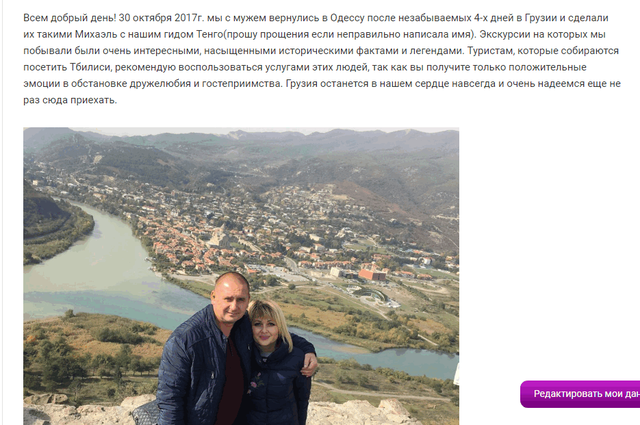 Всем добрый день! 30 октября 2017г. мы с мужем вернулись в Одессу после незабываемых 4-х дней в Грузии и сделали
их такими Михаэль с нашим гидом Тенго(прошу прощения если неправильно написала имя). Экскурсии на которых мы
побывали были очень интересными, насыщенными историческими фактами и легендами. Туристам, которые собираются
посетить Тбилиси, рекомендую воспользоваться услугами этих людей, так как вы получите только положительные
эмоции в обстановке дружелюбия и гостеприимства. Грузия останется в нашем сердце навсегда и очень надеемся еще не
раз сюда приехать.
Редактировать мои дан